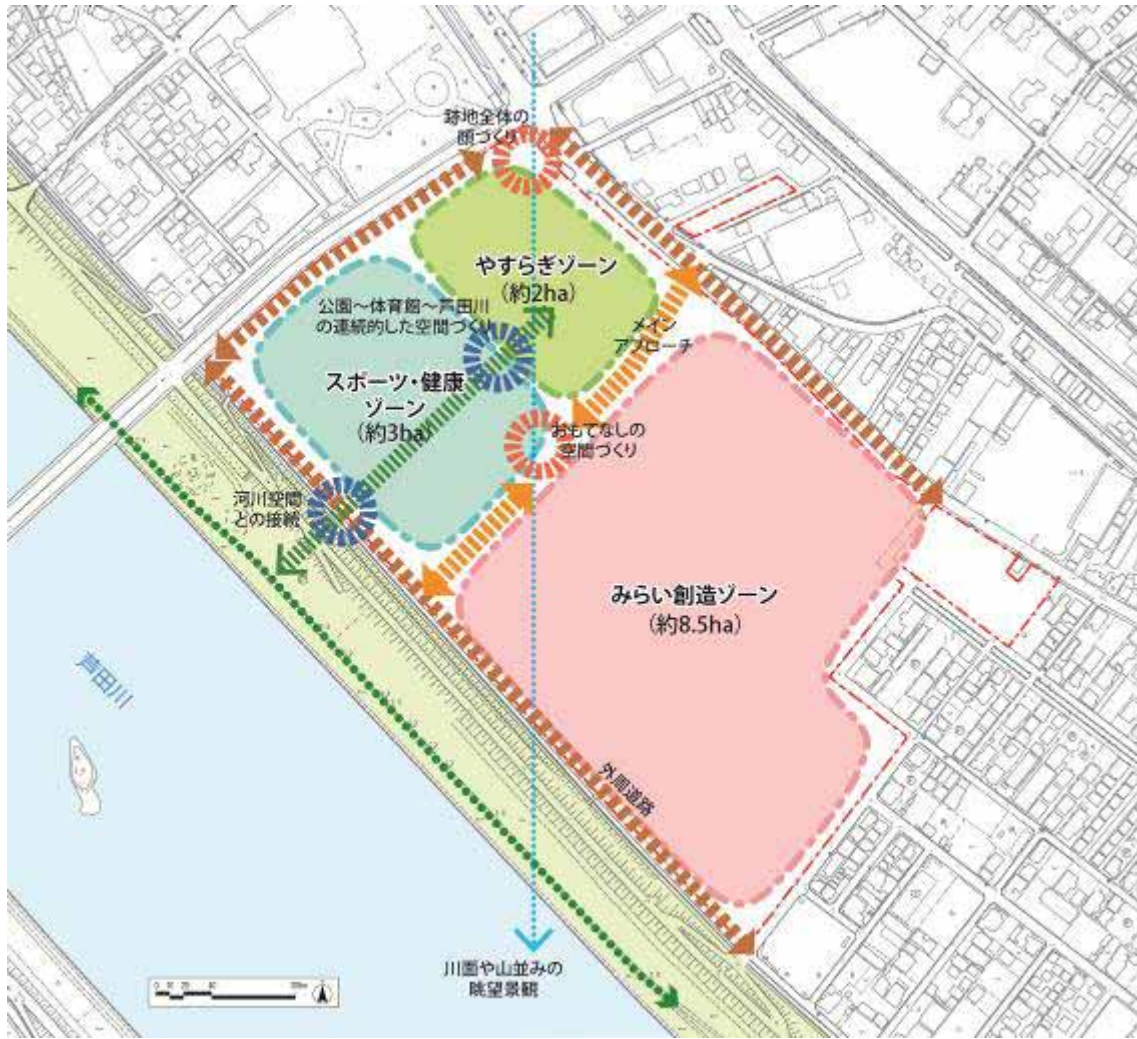 跡地全体の
顔づくり
やすらぎゾーン
(約2ha)
公園～体育館～芦田川
の連続的した空間づくり
メイン
アプローチ
スポーツ・健康
ゾーン
(約3ha)
おもてなしの
空間づくり
河川空間
との接続
みらい創造ゾーン
(約8.5ha)
芦田川
外周道路
川面や山並みの
眺望景観